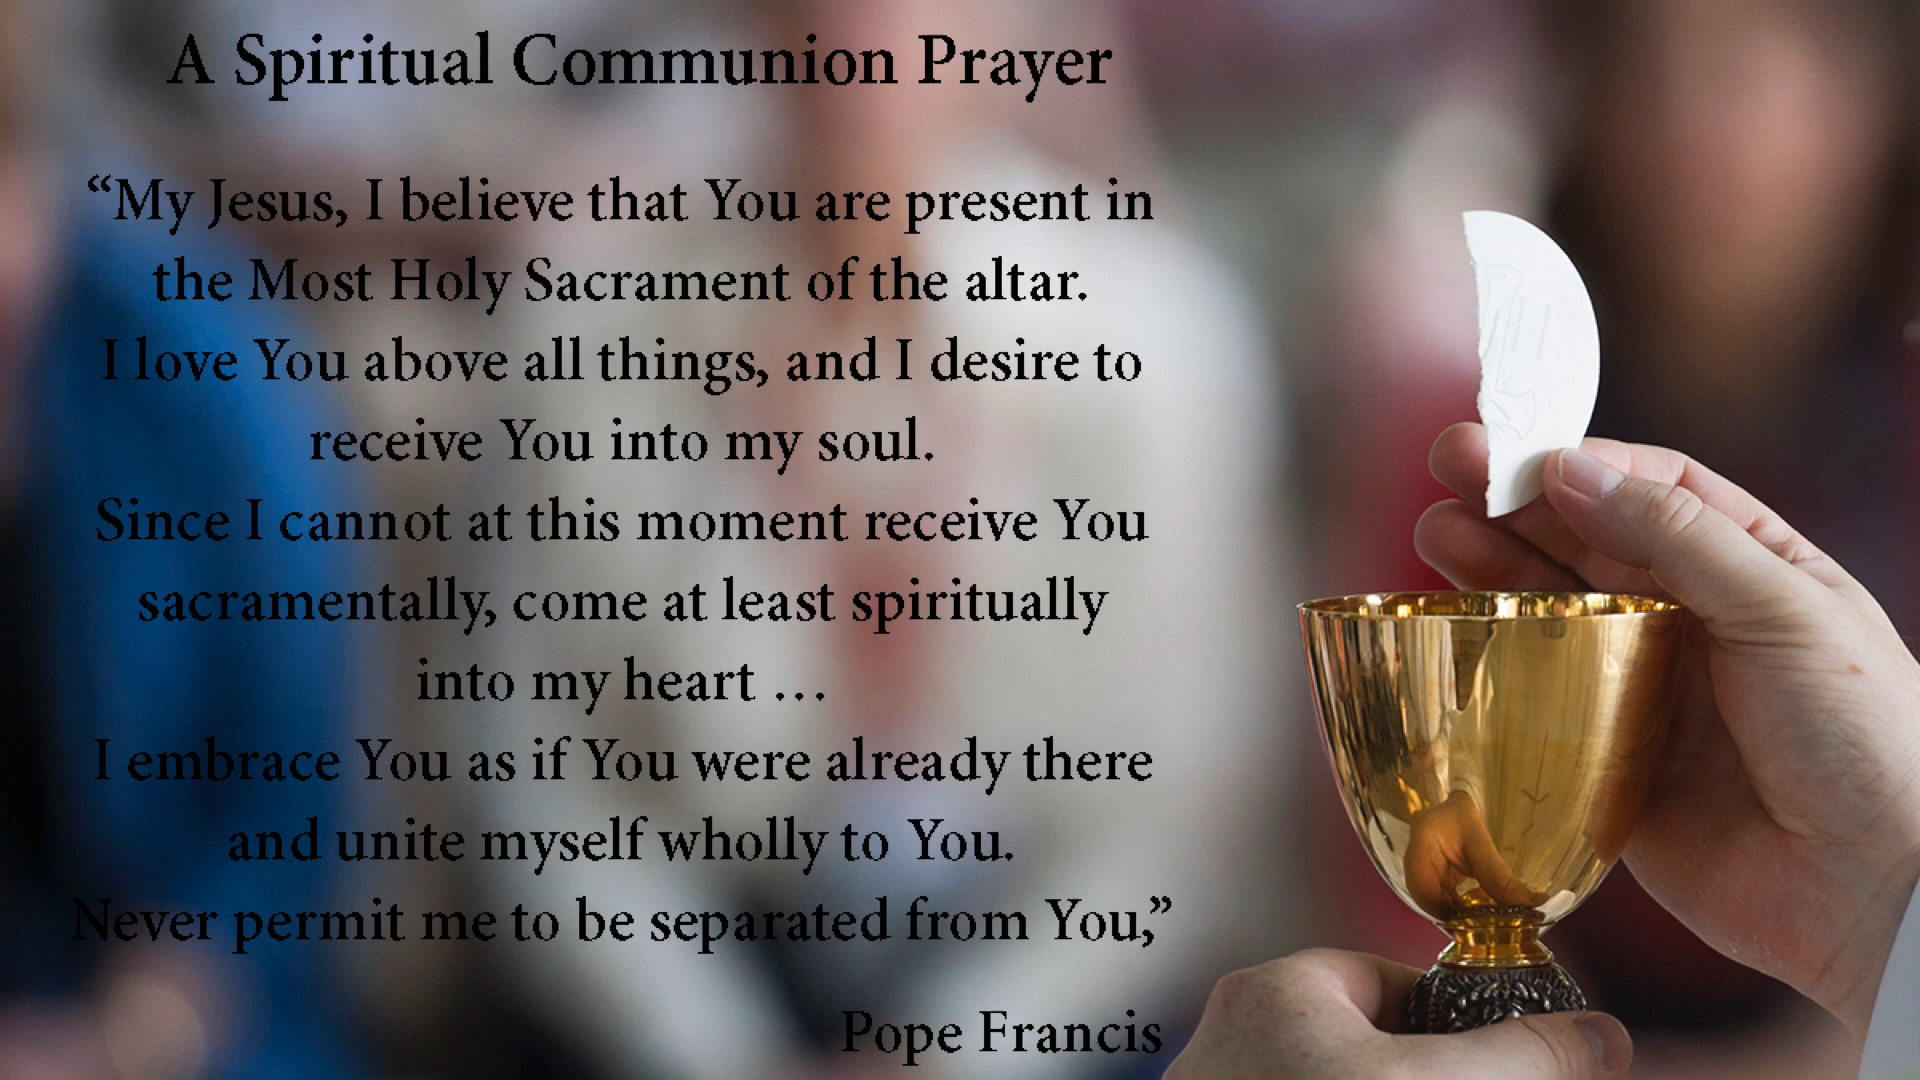 A Spiritual Communion Prayer
“My Jesus, I believe that You are present in
the Most Holy Sacrament of the altar.
I love You above all things, and I desire to
receive You into my soul.
Since I cannot at this moment receive You
sacramentally, come at least spiritually
into my heart …
I embrace You as if You were already there
and unite myself wholly to You.
Never permit me to be separated from You,”
Pope Francis